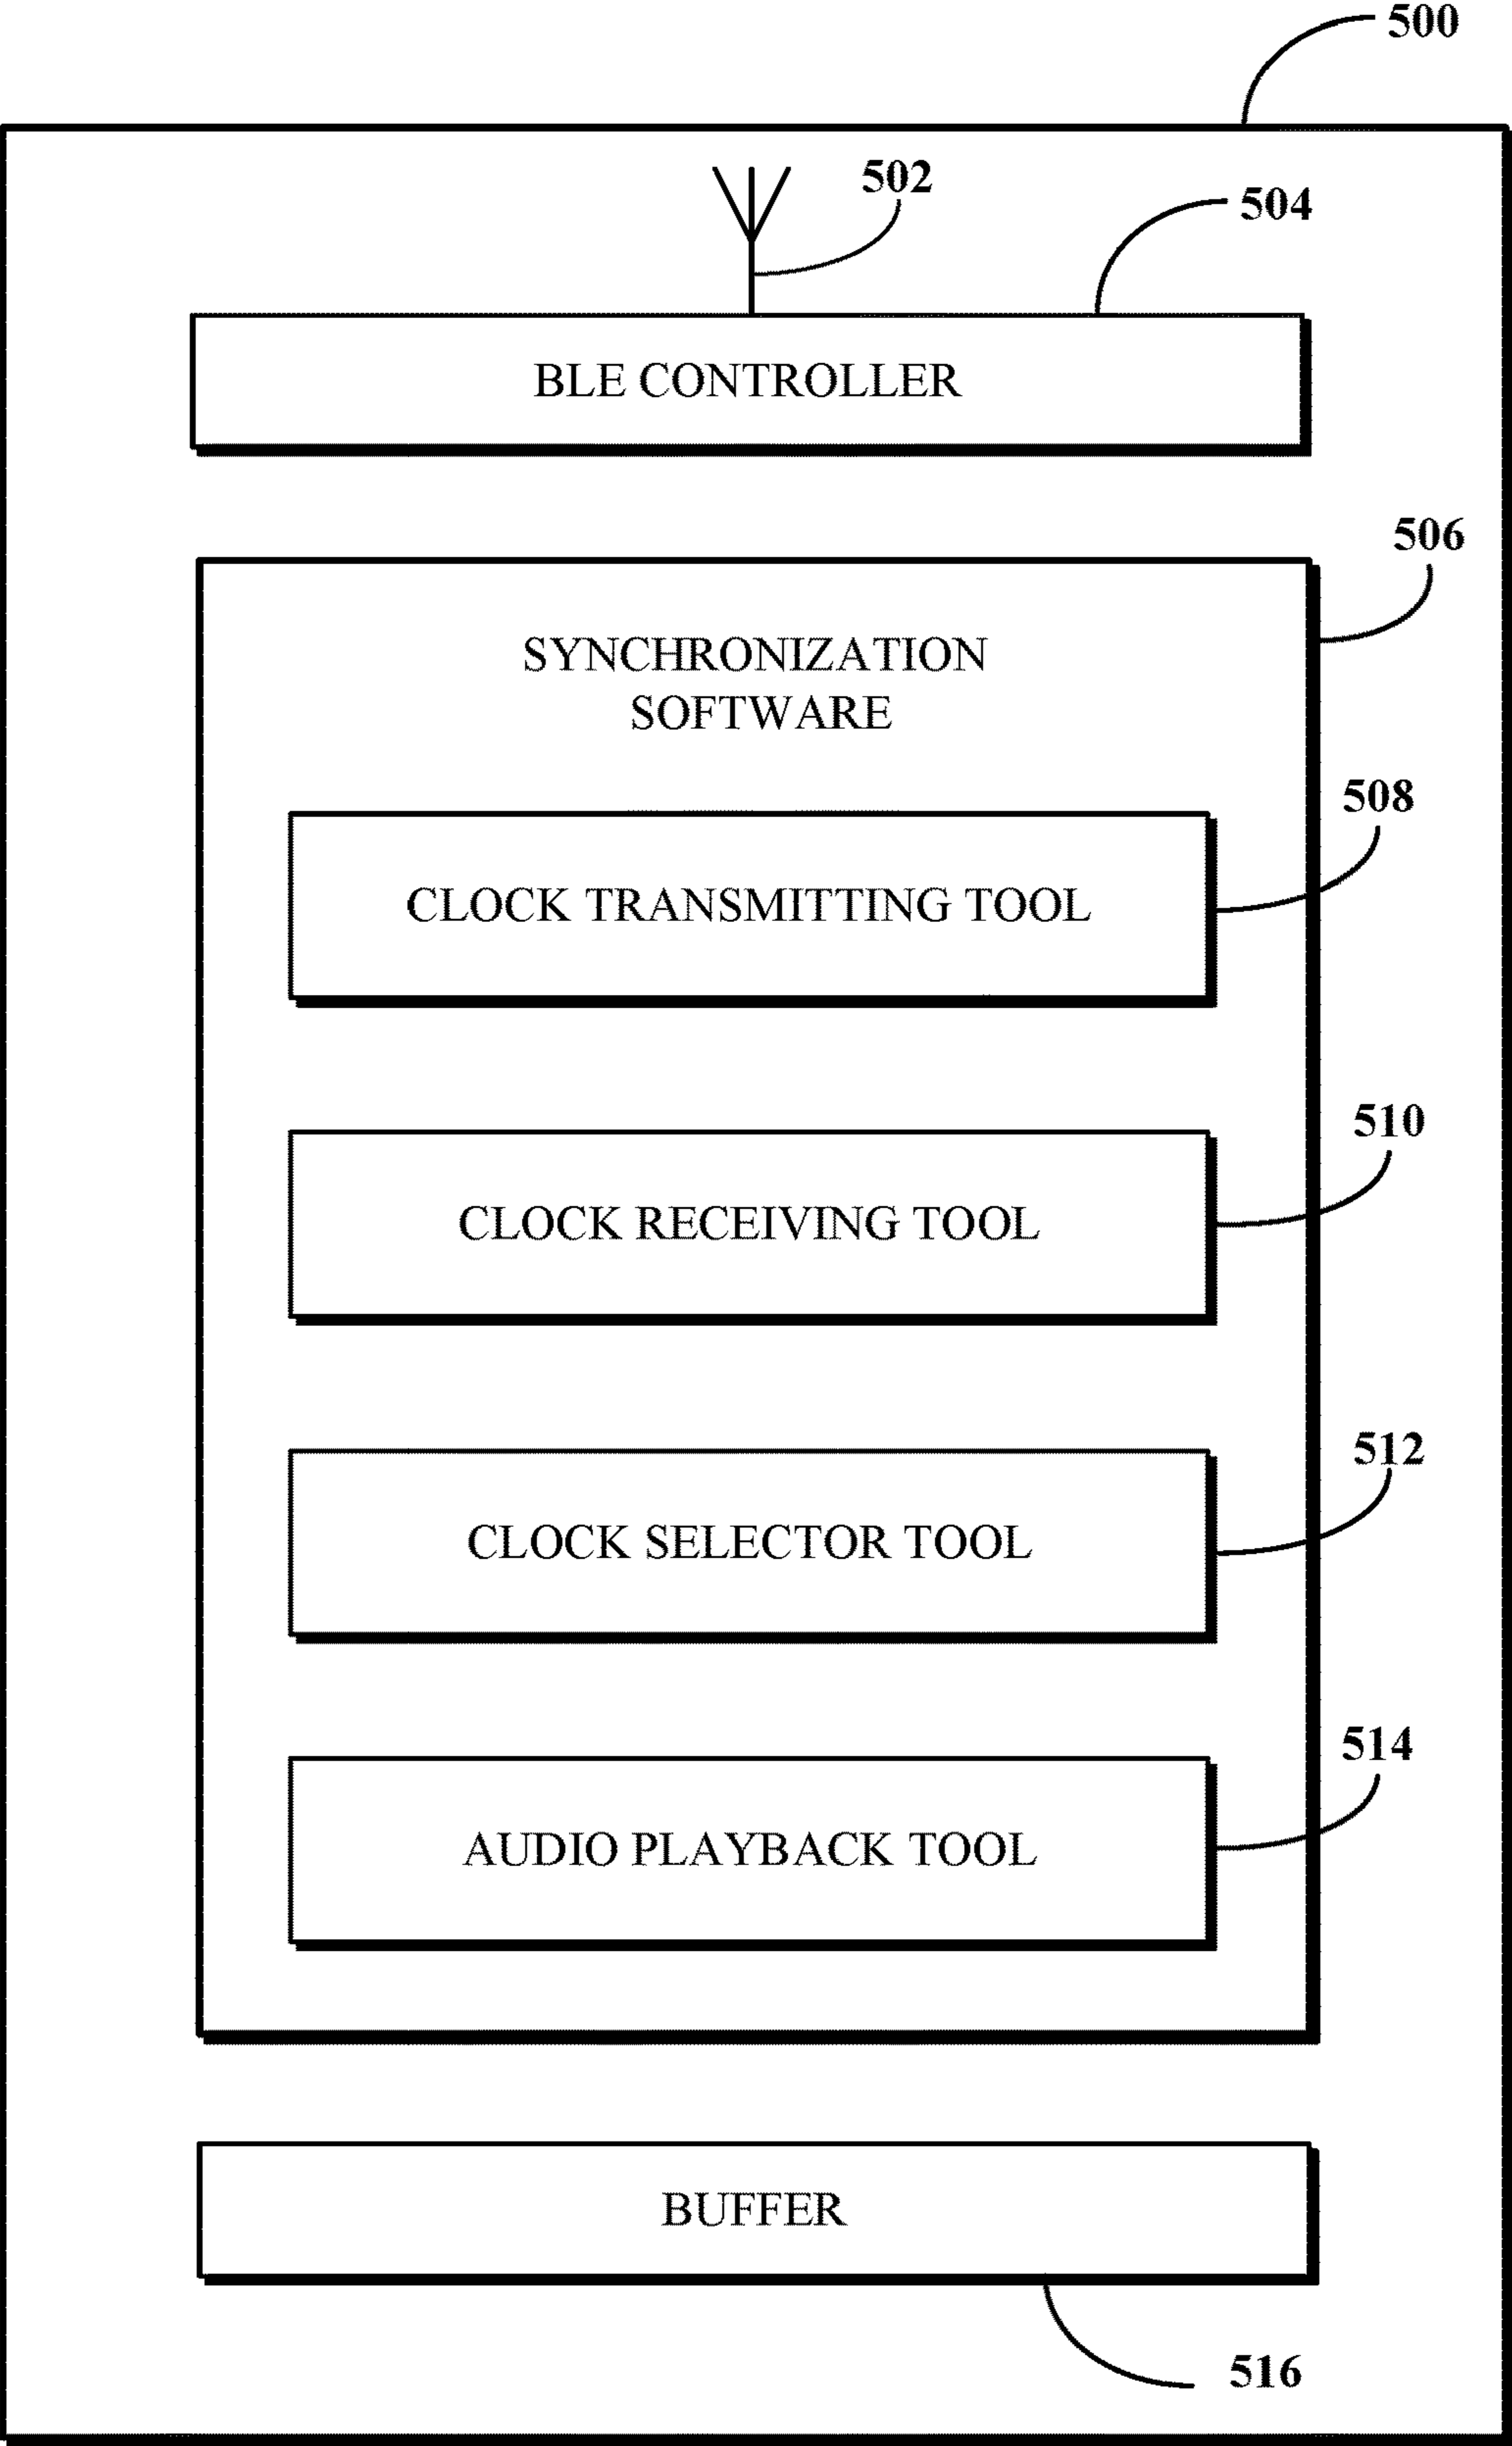 500
502
504
BLE CONTROLLER
506
SYNCHRONIZATION
SOFTWARE
508
CLOCK TRANSMITTING TOOL
510
CLOCK RECEIVING TOOL
512
CLOCK SELECTOR TOOL
514
AUDIO PLAYBACK TOOL
BUFFER
516